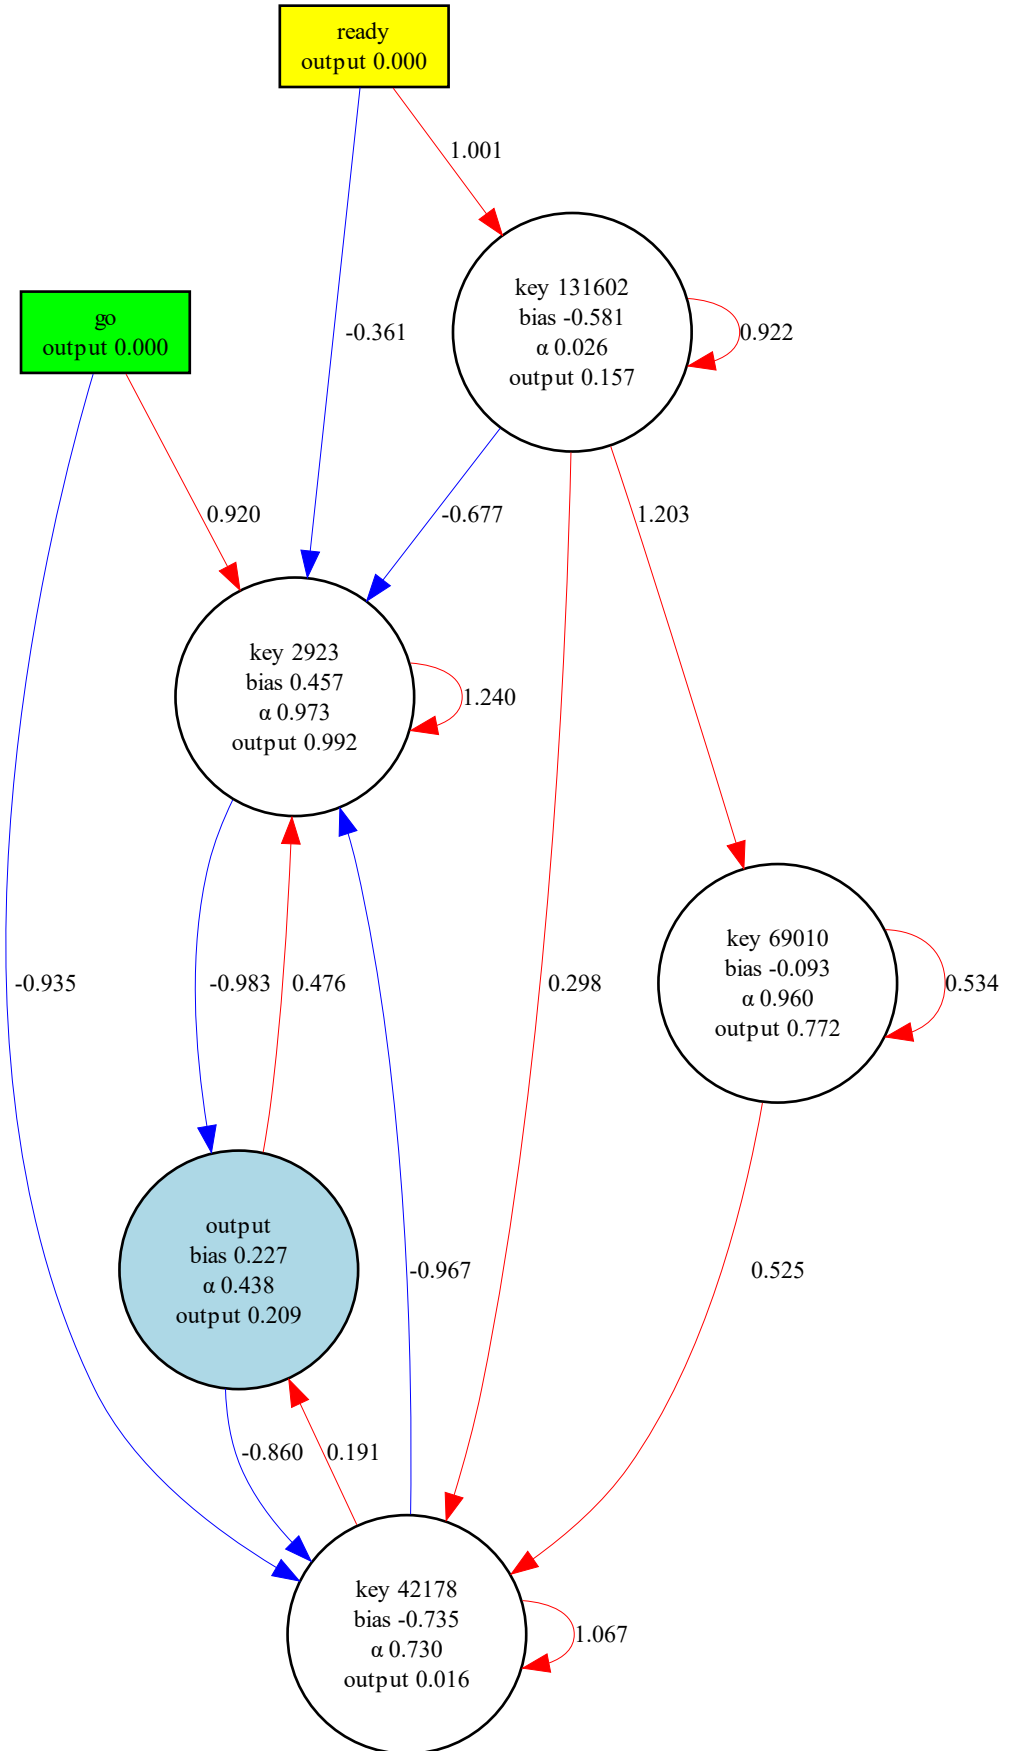 ready
output 0.000
1.001
key 131602
bias -0.581
α 0.026
output 0.157
0.922
go
output 0.000
-0.361
0.920
-0.677
1.203
key 2923
bias 0.457
α 0.973
output 0.992
1.240
key 69010
bias -0.093
α 0.960
output 0.772
0.534
-0.935
-0.983
0.476
0.298
output
bias 0.227
α 0.438
output 0.209
-0.967
0.525
-0.860
0.191
key 42178
bias -0.735
α 0.730
output 0.016
1.067